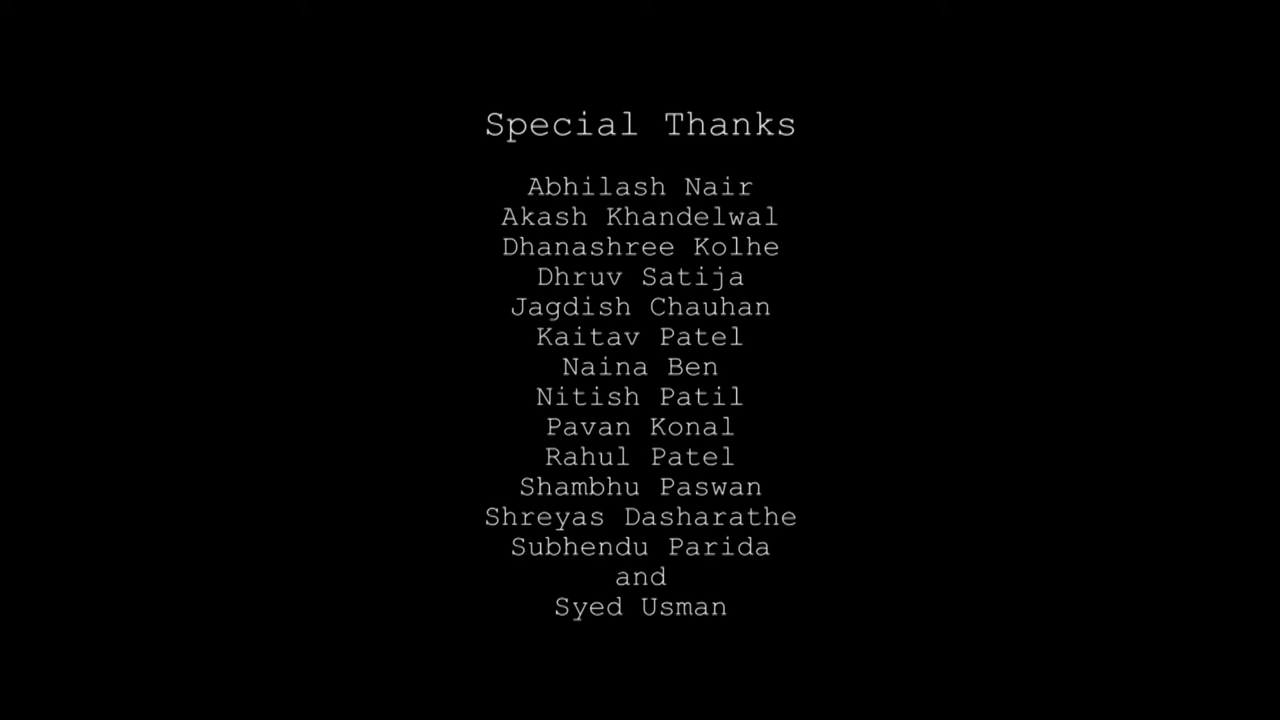 Special Thanks
Abhilash Nair
Akash Khandelwal
Dhanashree Kolhe
Dhruv Satija
Jagdish Chauhan
Kaitav Patel
Naina Ben
Nitish Patil
Pavan Konal
Rahul Patel
Shambhu Paswan
Shreyas Dasharathe
Subhendu Parida
and
Syed Usman